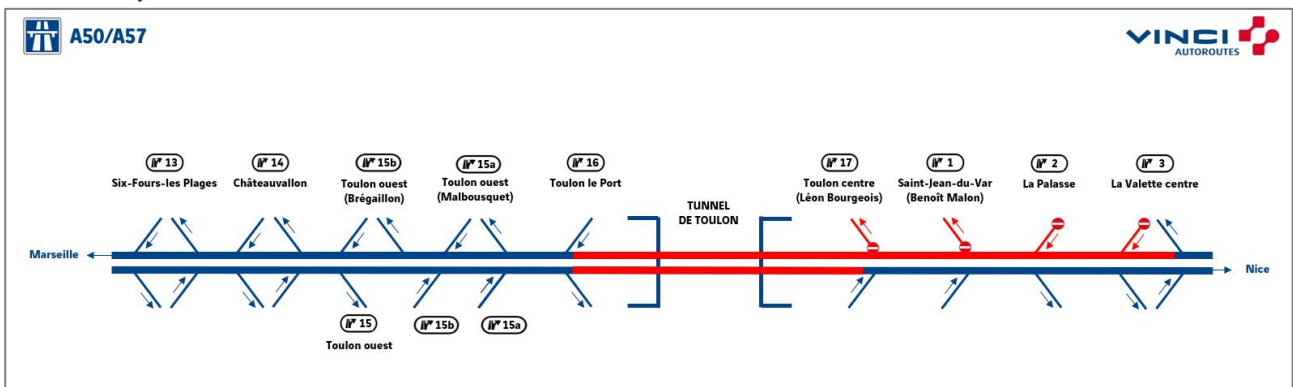 A50/A57
VINCI
AUTOROUTES
13
Six-Fours-les Plages
14
Châteauvallon
15b
Toulon ouest
(Brégaillon)
15a
Toulon ouest
(Malbousquet)
16
Toulon le Port
TUNNEL
DE TOULON
17
Toulon centre
(Léon Bourgeois)
1
Saint-Jean-du-Var
(Benoît Malon)
2
La Palasse
3
La Valette centre
Marseille
Nice
15
Toulon ouest
15b
15a